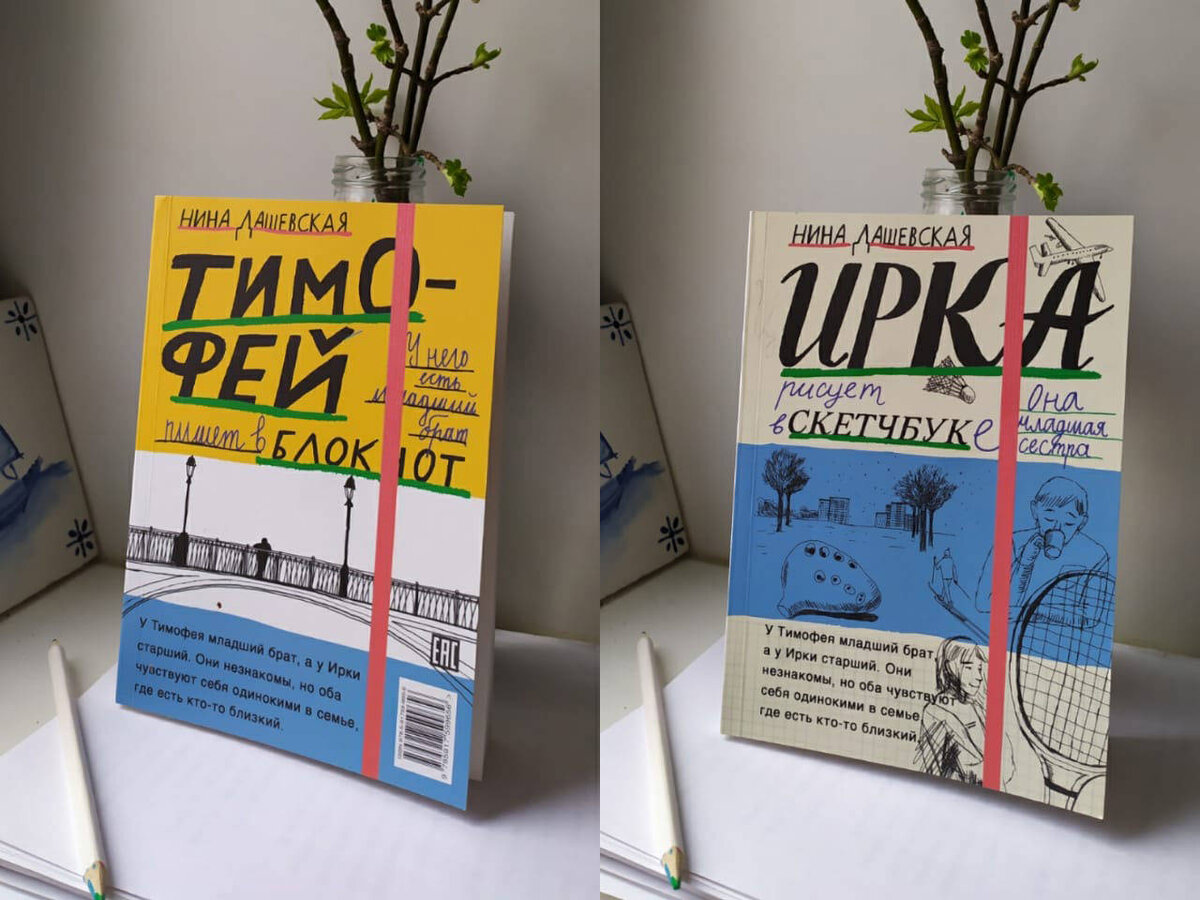 НИНА ДАШЕВСКАЯ
ТИМО-
ФЕЙ
У него
есть
младший
брат
пишет в
БЛОКНОТ
У Тимофея младший брат, а у Ирки
старший. Они незнакомы, но оба
чувствуют себя одинокими в семье,
где есть кто-то близкий.
ЕАС
НИНА ДАШЕВСКАЯ
ИРКА
рисует
в СКЕТЧБУКе
Она
младшая
сестра
У Тимофея младший брат,
а у Ирки старший. Они
незнакомы, но оба чувствуют
себя одинокими в семье,
где есть кто-то близкий.